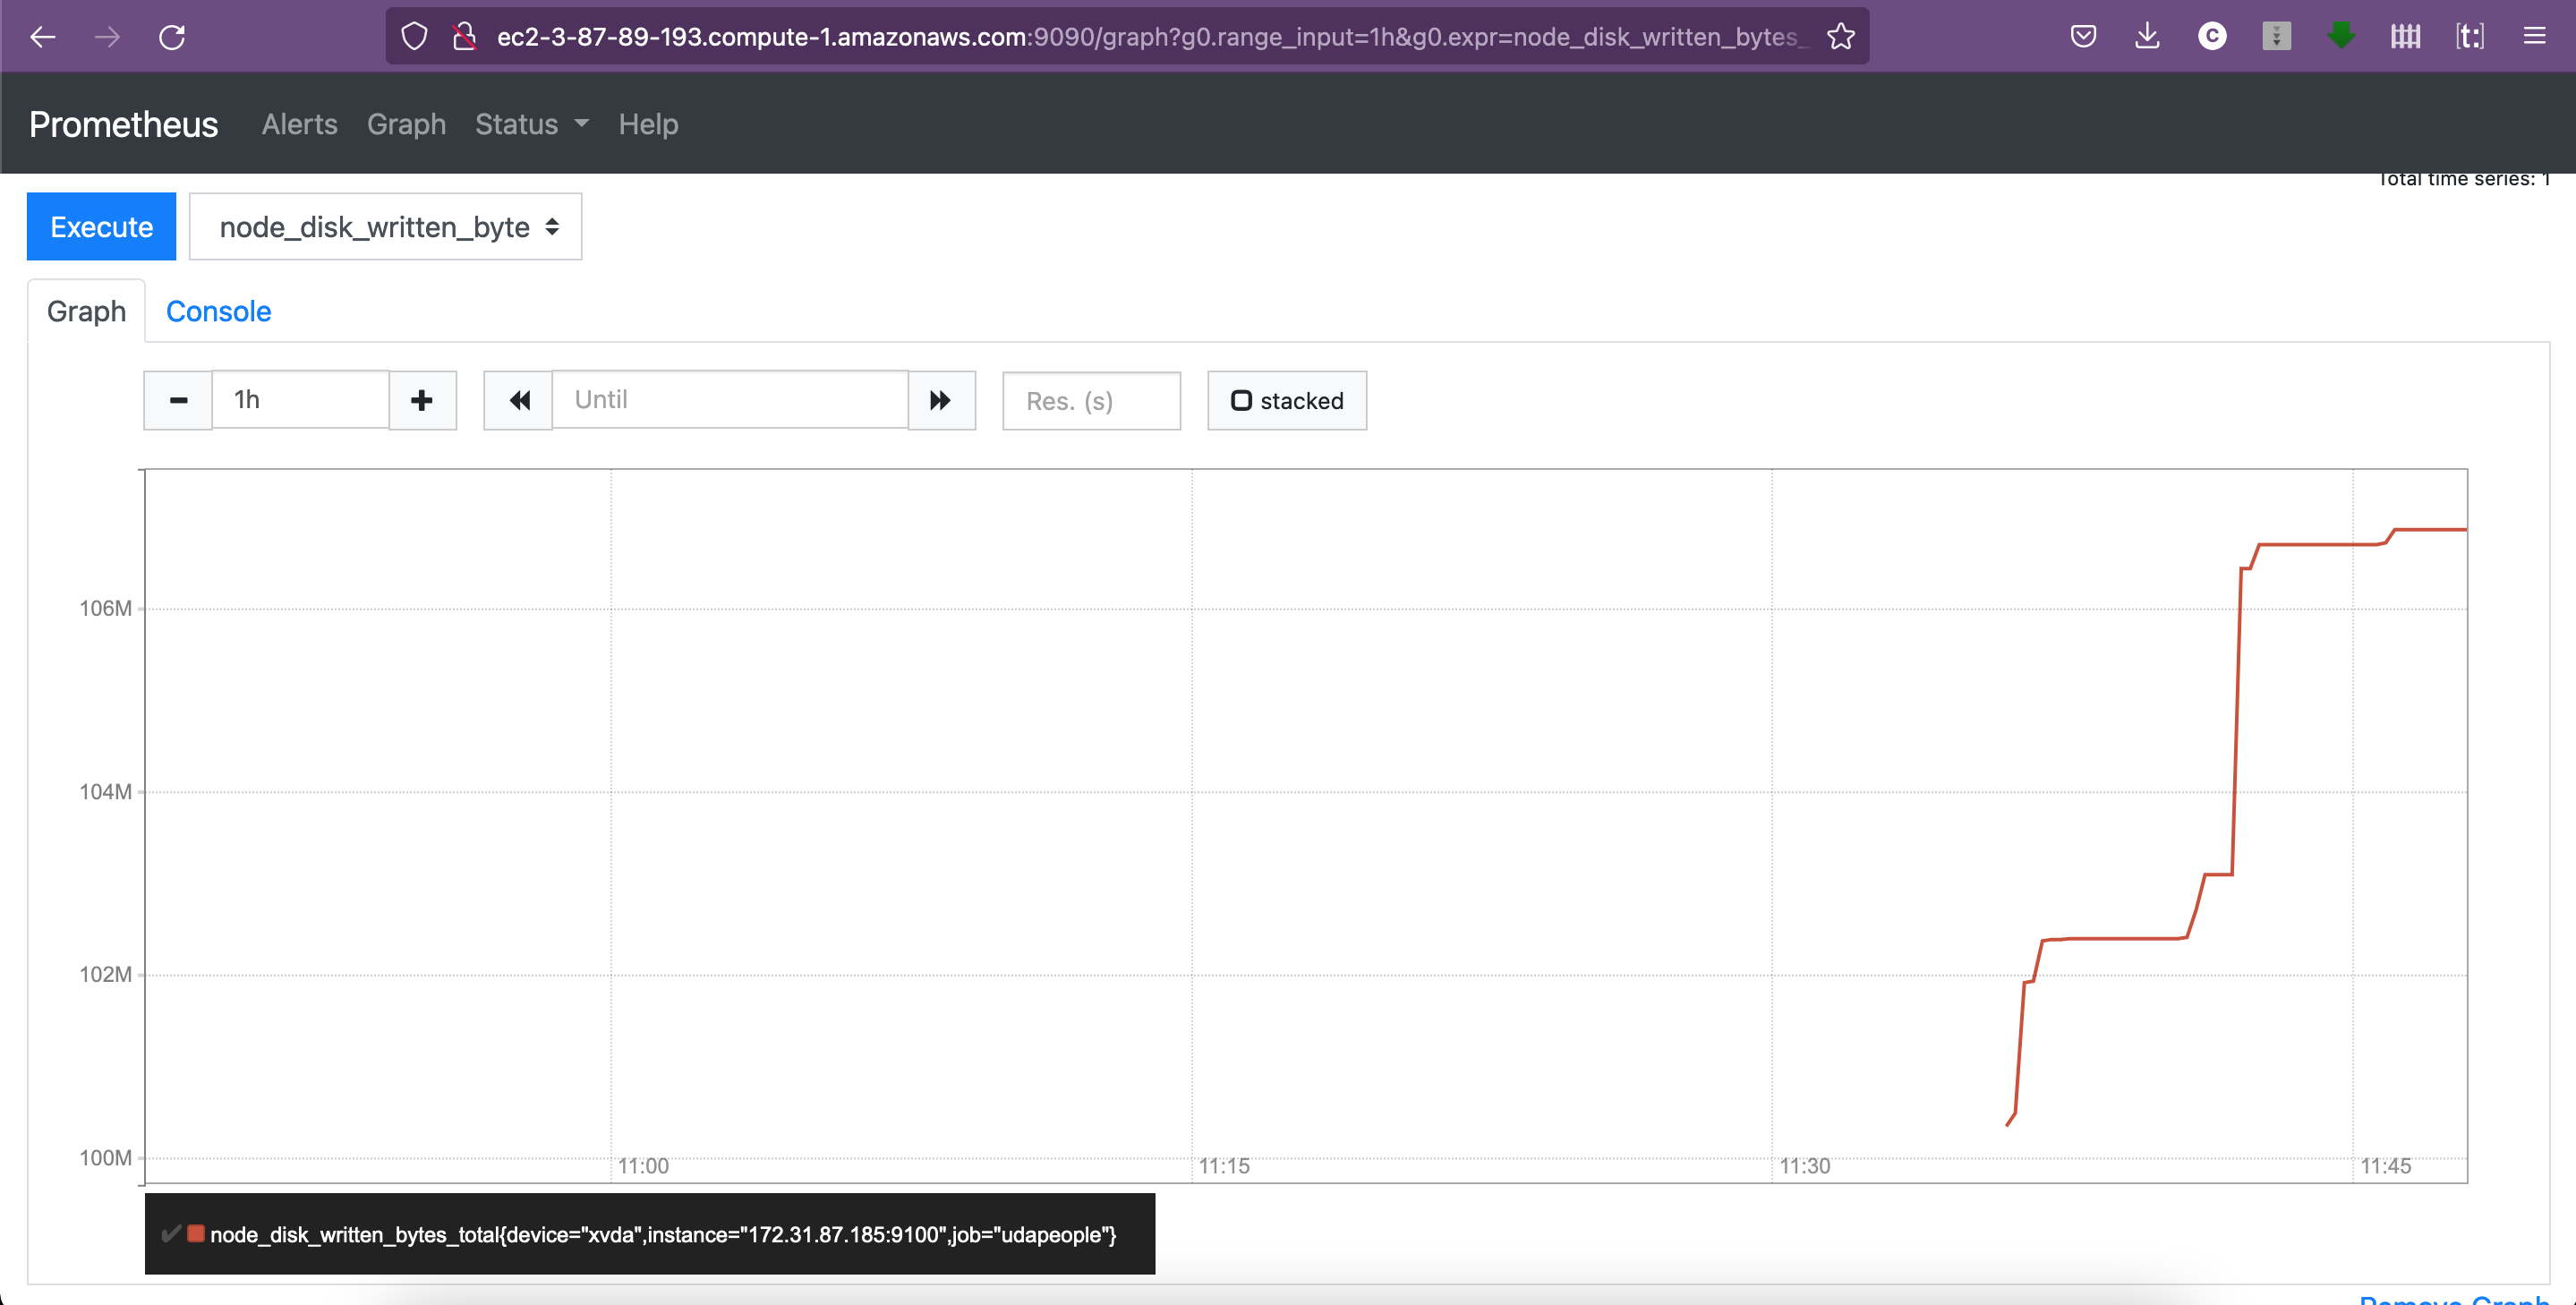 ec2-3-87-89-193.compute-1.amazonaws.com:9090/graph?g0.range_input=1h&g0.expr=node_disk_written_bytes_
Prometheus Alerts Graph Status Help
Total time series: 1
Execute node_disk_written_byte
Graph Console
1h Until Res. (s) stacked
106M
104M
102M
100M
11:00 11:15 11:30 11:45
node_disk_written_bytes_total{device="xvda",instance="172.31.87.185:9100",job="udapeople"}
Remove Graph